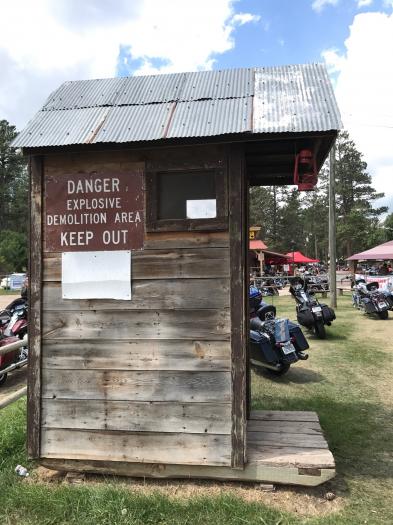 DANGER
EXPLOSIVE
DEMOLITION AREA
KEEP OUT